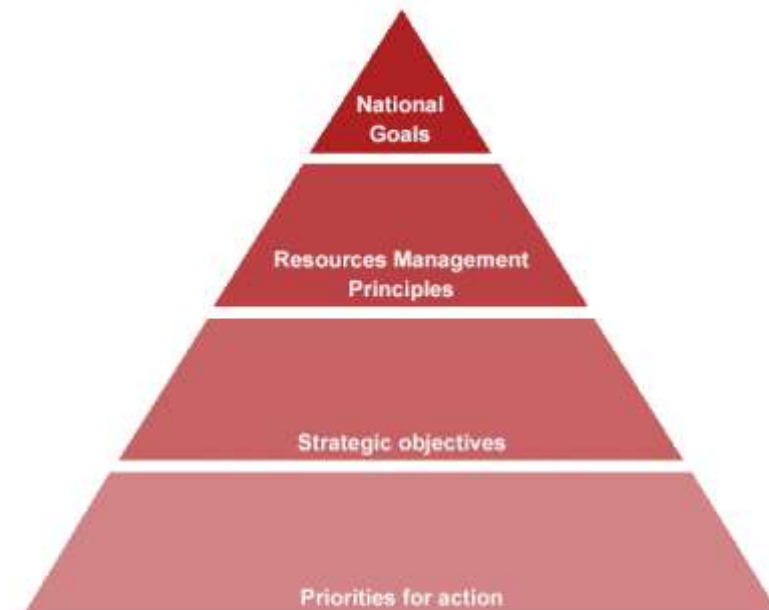 National
Goals
Resources Management
Principles
Strategic objectives
Priorities for action